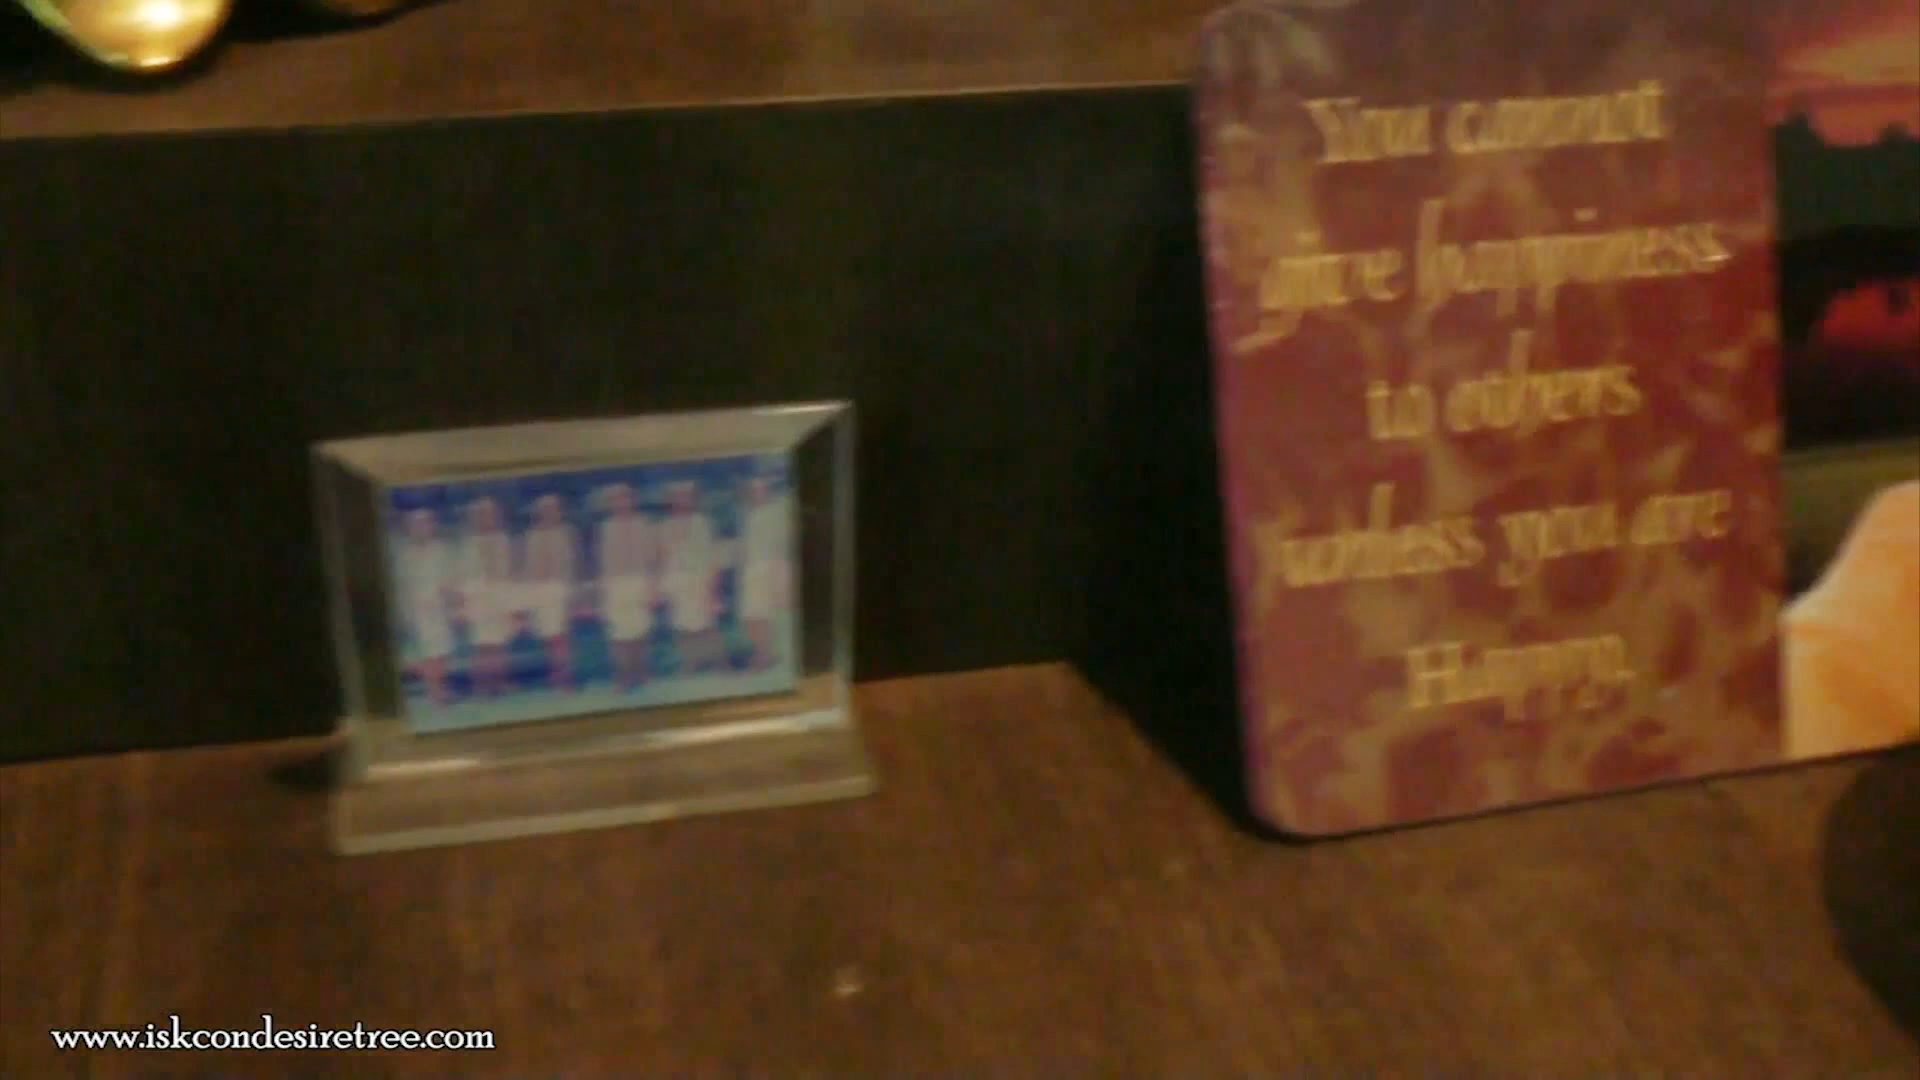 You cannot
give happiness
to others
unless you are
Happy.
www.iskcondesiretree.com